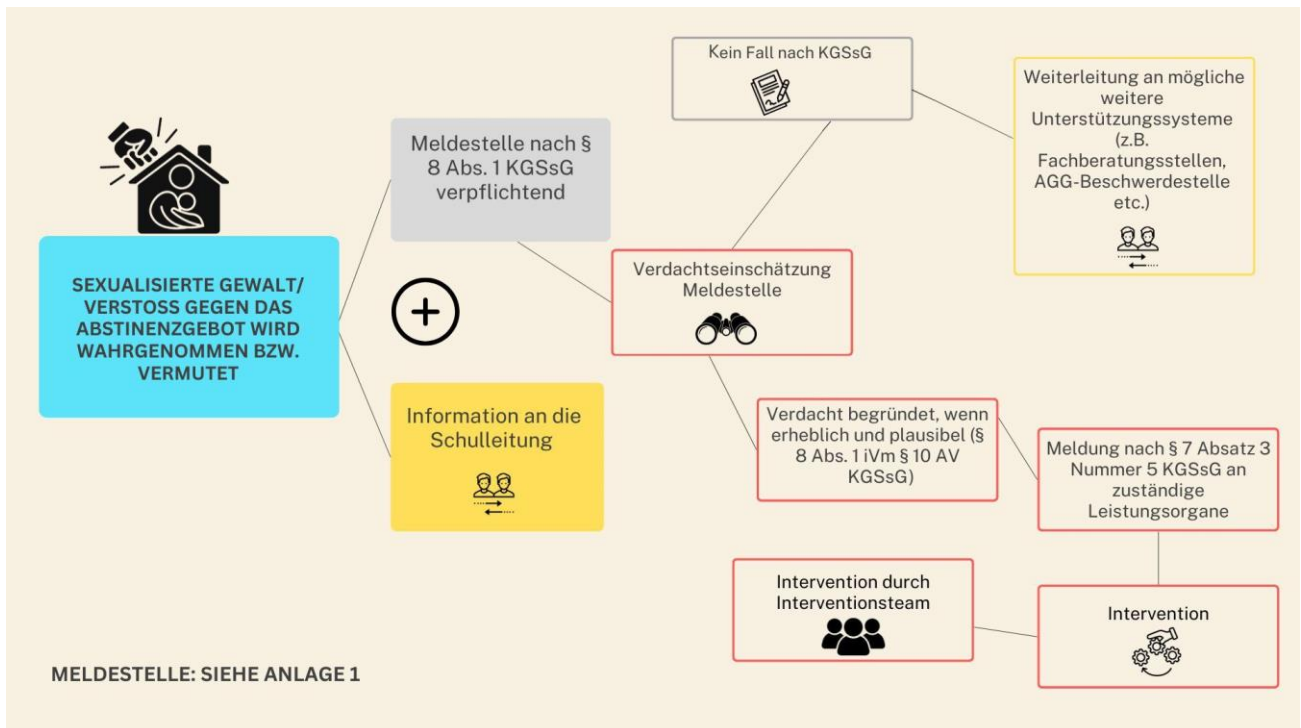 SEXUALISIERTE GEWALT/
VERSTOSS GEGEN DAS
ABSTINENZGEBOT WIRD
WAHRGENOMMEN BZW.
VERMUTET
Meldestelle nach §
8 Abs. 1 KGSsG
verpflichtend
Information an die
Schulleitung
Verdachtseinschätzung
Meldestelle
Kein Fall nach KGSsG
Weiterleitung an mögliche
weitere
Unterstützungssysteme
(z.B.
Fachberatungsstellen,
AGG-Beschwerdestelle
etc.)
Verdacht begründet, wenn
erheblich und plausibel (§
8 Abs. 1 iVm § 10 AV
KGSsG)
Meldung nach § 7 Absatz 3
Nummer 5 KGSsG an
zuständige
Leistungsorgane
Intervention
Intervention durch
Interventionsteam
MELDESTELLE: SIEHE ANLAGE 1